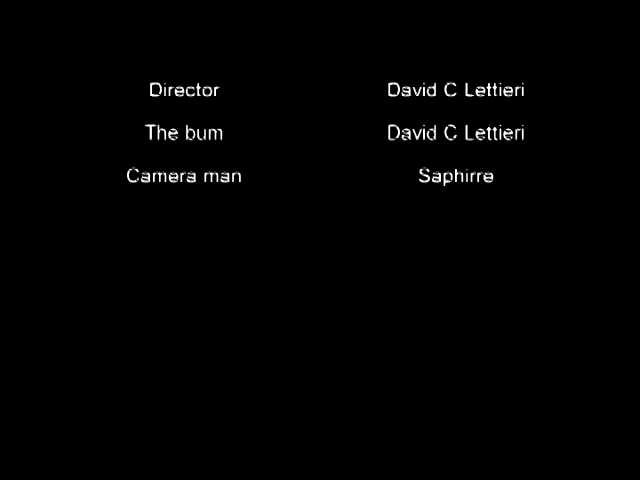 Director David C Lettieri
The bum David C Lettieri
Camera man Saphirre